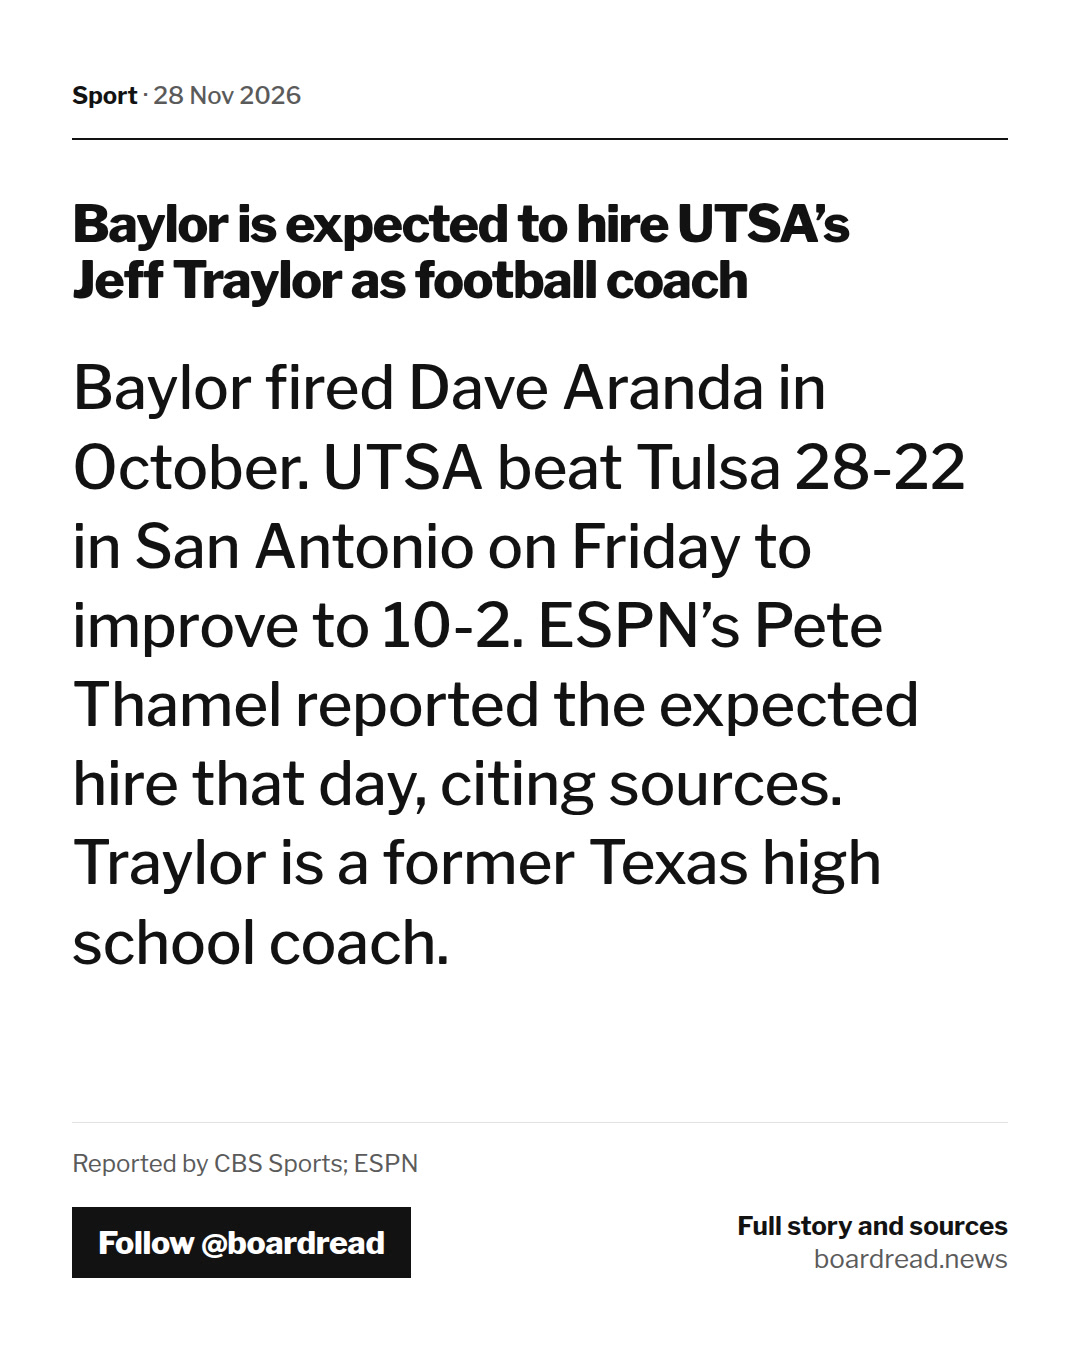 Sport · 28 Nov 2026
Baylor is expected to hire UTSA’s
Jeff Traylor as football coach
Baylor fired Dave Aranda in
October. UTSA beat Tulsa 28-22
in San Antonio on Friday to
improve to 10-2. ESPN’s Pete
Thamel reported the expected
hire that day, citing sources.
Traylor is a former Texas high
school coach.
Reported by CBS Sports; ESPN
Follow @boardread
Full story and sources
boardread.news